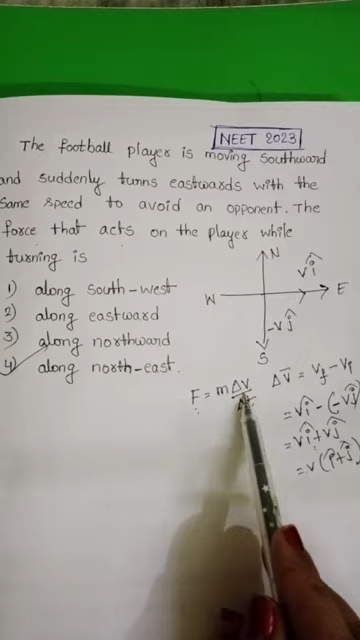 NEET 2023
The football player is moving southward
and suddenly turns eastwards with the
same speed to avoid an opponent. The
force that acts on the player while
turning is
1) along south-west
2) along eastward
3) along northward
4) along north-east.
N
vî
W
E
-vĵ
S
F = m Δv/Δt
Δv̄ = vf - vi
= vî - (-vĵ)
= vî + vĵ
= v(î+ĵ)